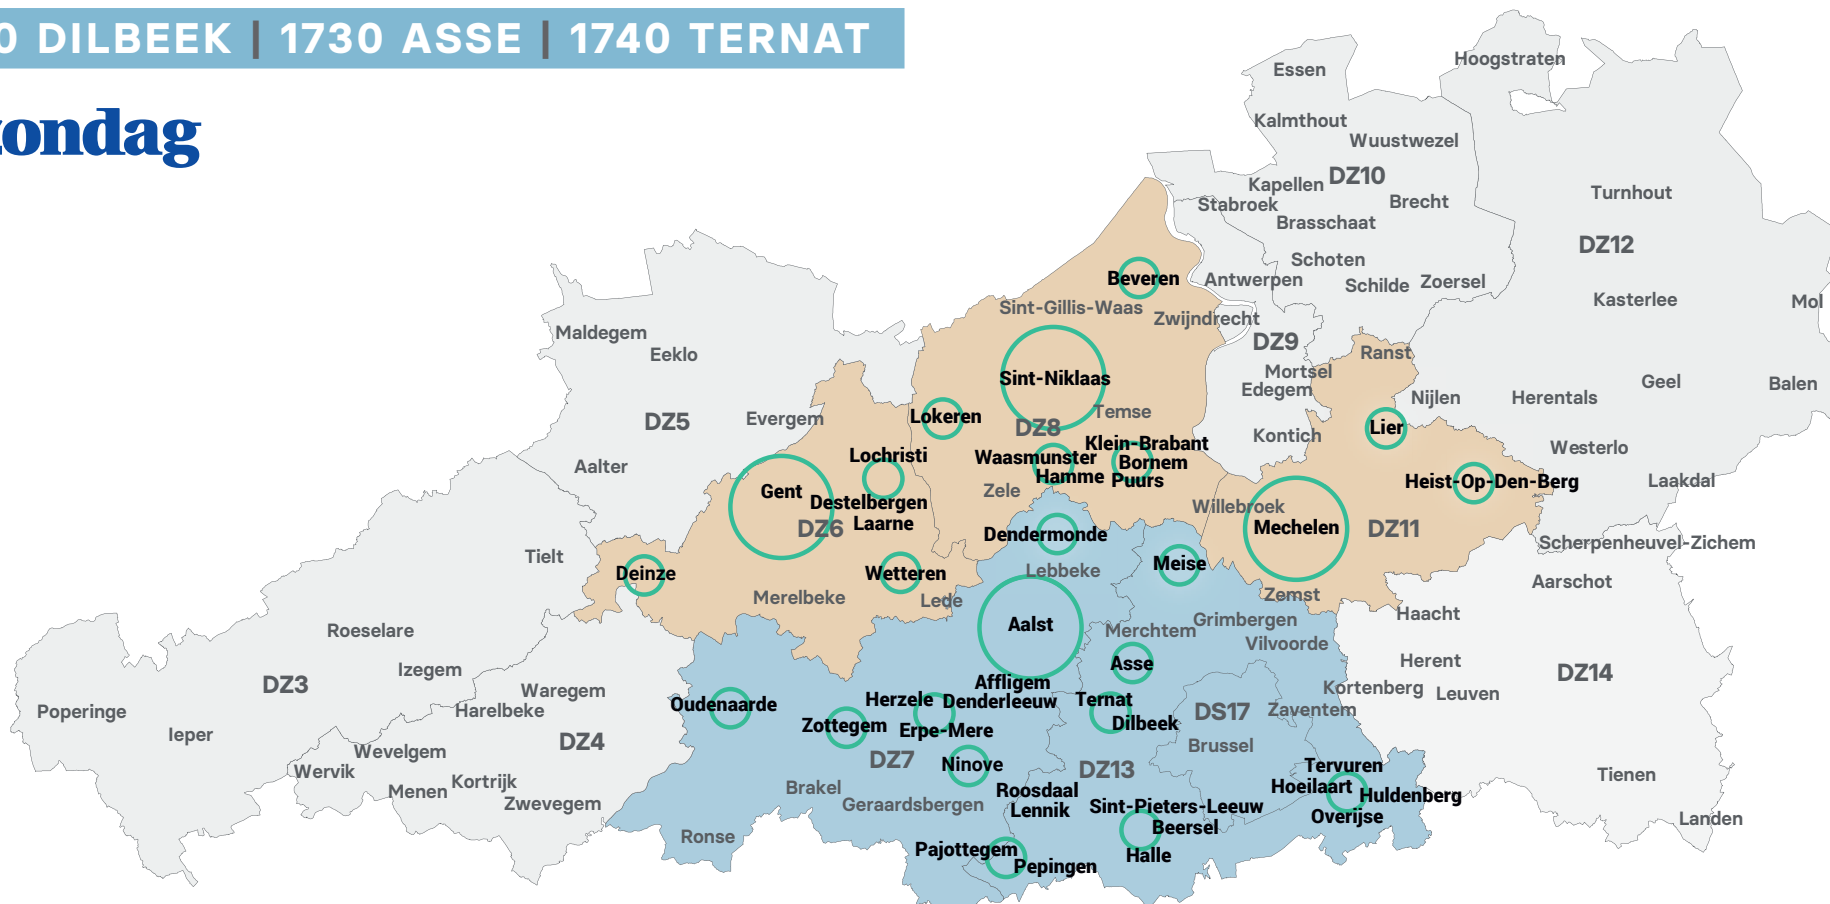 0 DILBEEK | 1730 ASSE | 1740 TERNAT
zondag
Hoogstraten
Essen
Kalmthout
Wuustwezel
Kapellen
DZ10
Stabroek
Brecht
Brasschaat
Turnhout
DZ12
Schoten
Antwerpen
Schilde
Zoersel
Beveren
Sint-Gillis-Waas
Zwijndrecht
Kasterlee
Mol
Maldegem
Eeklo
DZ9
Ranst
Mortsel
Edegem
Sint-Niklaas
Geel
Balen
Nijlen
Herentals
DZ5
Evergem
Lokeren
Temse
DZ8
Lier
Kontich
Klein-Brabant
Bornem
Puurs
Westerlo
Aalter
Lochristi
Waasmunster
Hamme
Heist-Op-Den-Berg
Laakdal
Gent
Destelbergen
Laarne
DZ6
Zele
Willebroek
Mechelen
DZ11
Dendermonde
Scherpenheuvel-Zichem
Tielt
Deinze
Wetteren
Lebbeke
Meise
Aarschot
Merelbeke
Lede
Zemst
Haacht
Aalst
Grimbergen
Merchtem
Vilvoorde
Roeselare
Izegem
DZ3
Asse
Herent
DZ14
Waregem
Harelbeke
Affligem
Denderleeuw
Kortenberg
Leuven
Poperinge
Ieper
Oudenaarde
Herzele
Erpe-Mere
Ternat
Dilbeek
DS17
Zaventem
Zottegem
DZ4
Wevelgem
Brussel
DZ7
Ninove
DZ13
Tervuren
Wervik
Menen
Kortrijk
Zwevegem
Brakel
Geraardsbergen
Roosdaal
Lennik
Sint-Pieters-Leeuw
Beersel
Halle
Hoeilaart
Huldenberg
Overijse
Tienen
Landen
Ronse
Pajottegem
Pepingen